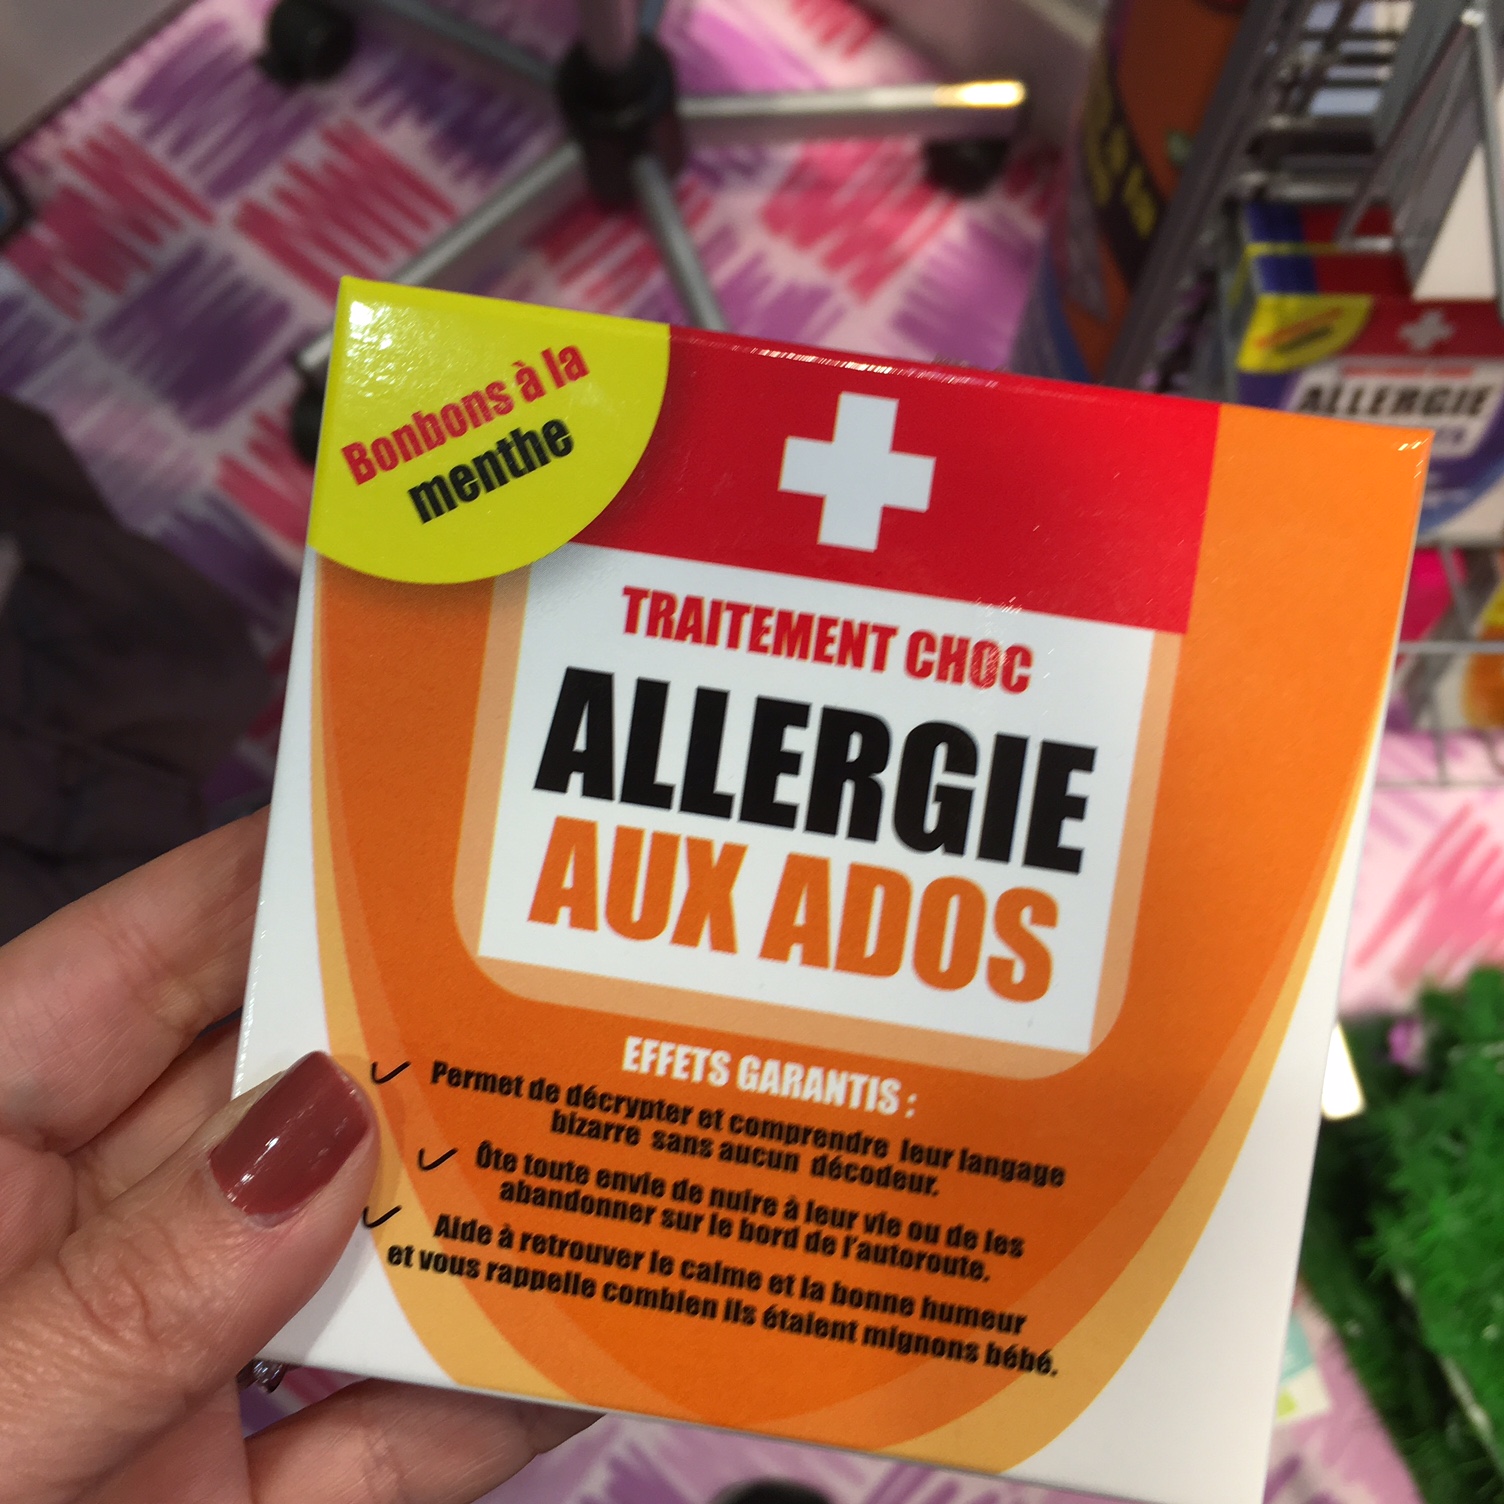 Bonbons à la
menthe
TRAITEMENT CHOC
ALLERGIE
AUX ADOS
EFFETS GARANTIS :
Permet de décrypter et comprendre leur langage
bizarre sans aucun décodeur.
Ôte toute envie de nuire à leur vie ou de les
abandonner sur le bord de l'autoroute.
Aide à retrouver le calme et la bonne humeur
et vous rappelle combien ils étaient mignons bébé.
ALLERGIE